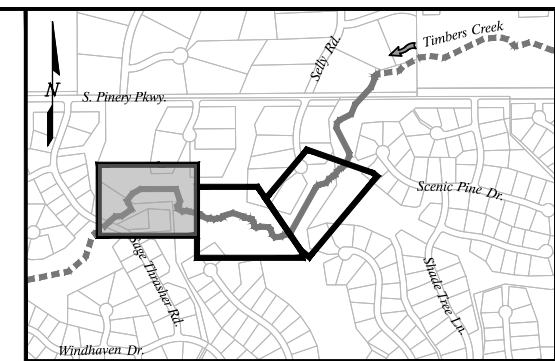 Timbers Creek
Selly Rd.
N
S. Pinery Pkwy.
Scenic Pine Dr.
Sage Thrasher Rd.
Shade Tree Ln.
Windhaven Dr.